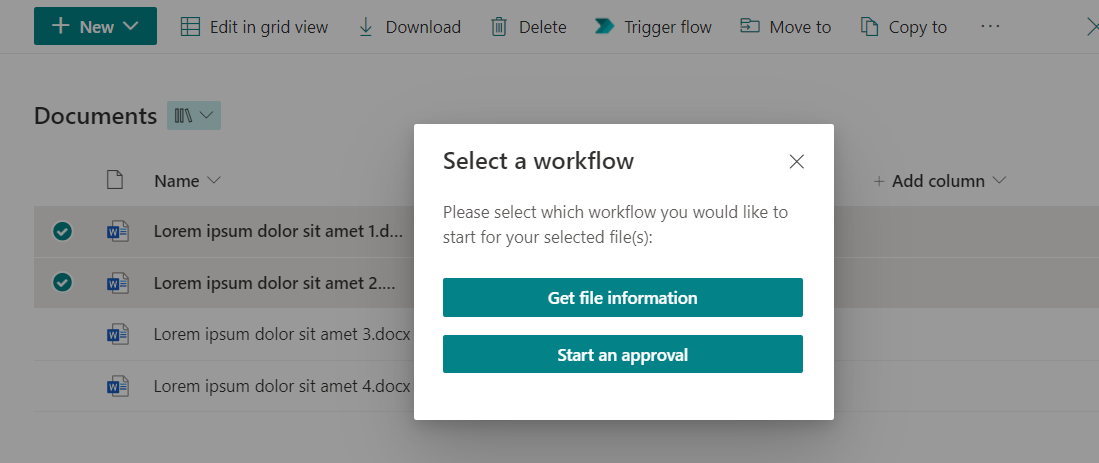 New Edit in grid view Download Delete Trigger flow Move to Copy to ...
Documents
Name Add column
Lorem ipsum dolor sit amet 1.d...
Lorem ipsum dolor sit amet 2....
Lorem ipsum dolor sit amet 3.docx
Lorem ipsum dolor sit amet 4.docx
Select a workflow
Please select which workflow you would like to
start for your selected file(s):
Get file information
Start an approval